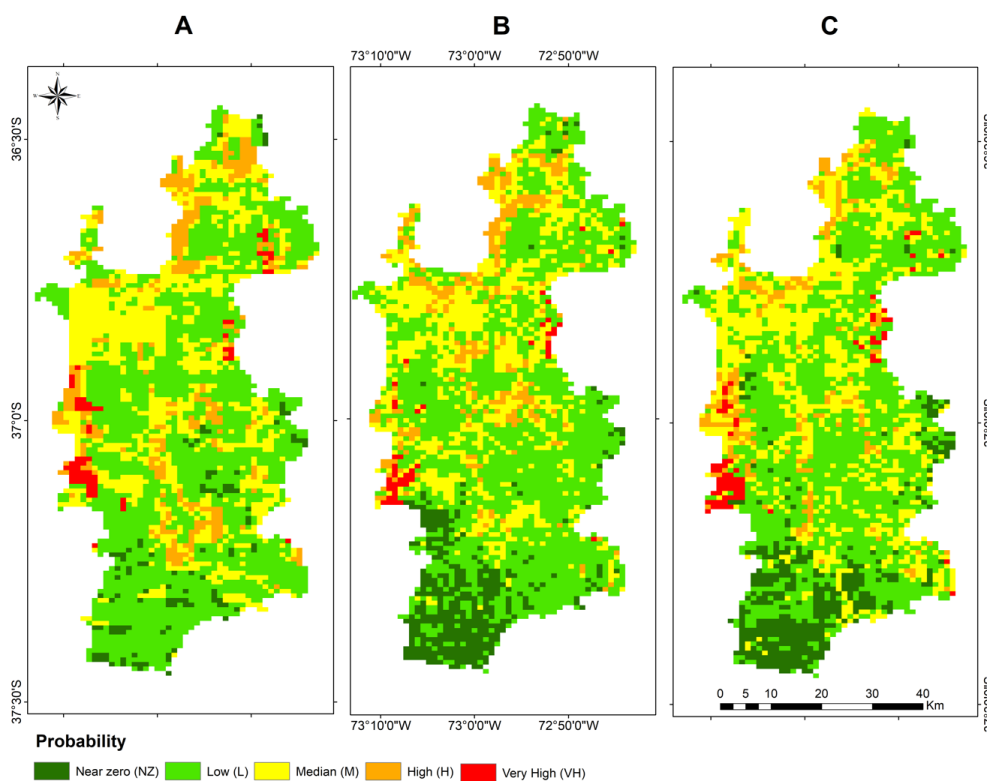 A
B
C
73°10'0"W
73°0'0"W
72°50'0"W
N
W
E
S
36°30'S
37°0'S
37°30'S
73°10'0"W
73°0'0"W
72°50'0"W
0
5
10
20
30
40
Km
Probability
Near zero (NZ)
Low (L)
Median (M)
High (H)
Very High (VH)